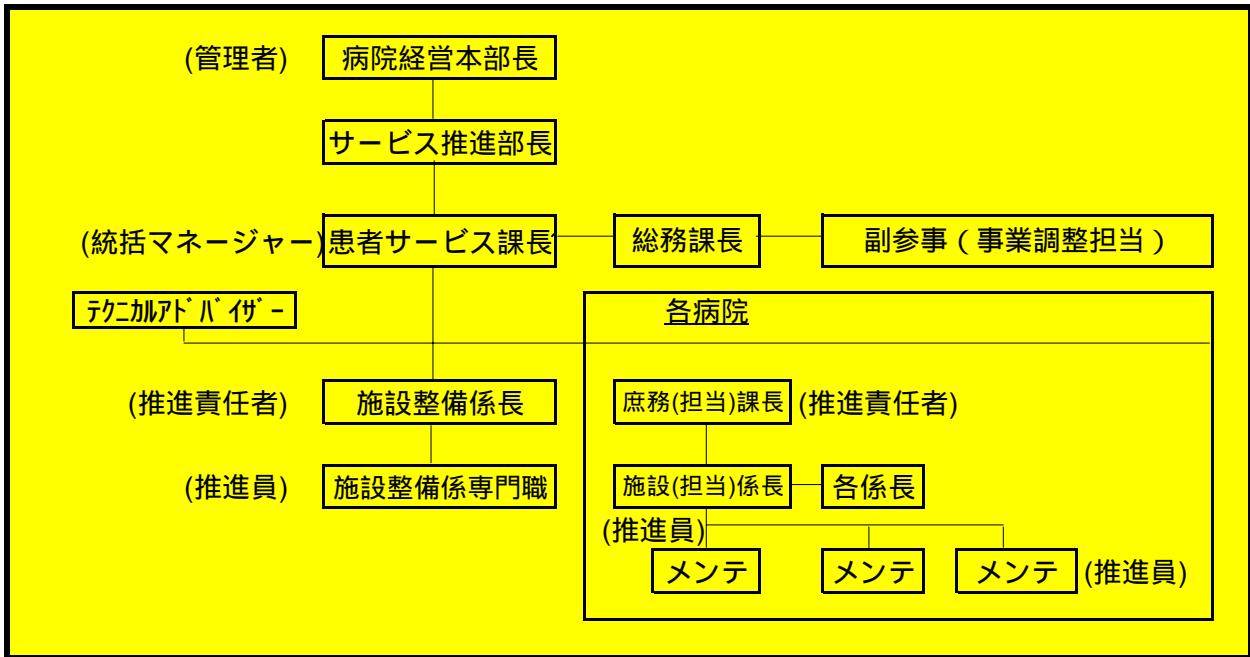 (管理者) 病院経営本部長
サービス推進部長
(統括マネージャー) 患者サービス課長 総務課長 副参事(事業調整担当)
ﾃｸﾆｶﾙｱﾄﾞﾊﾞｲｻﾞｰ 各病院
(推進責任者) 施設整備係長 庶務(担当)課長 (推進責任者)
(推進員) 施設整備係専門職 施設(担当)係長 各係長
(推進員)
メンテ メンテ メンテ (推進員)